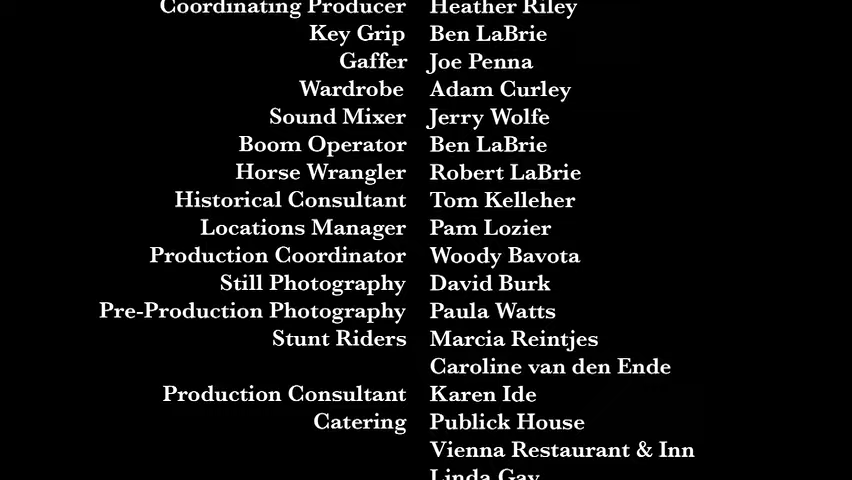 Coordinating Producer Heather Riley
Key Grip Ben LaBrie
Gaffer Joe Penna
Wardrobe Adam Curley
Sound Mixer Jerry Wolfe
Boom Operator Ben LaBrie
Horse Wrangler Robert LaBrie
Historical Consultant Tom Kelleher
Locations Manager Pam Lozier
Production Coordinator Woody Bavota
Still Photography David Burk
Pre-Production Photography Paula Watts
Stunt Riders Marcia Reintjes
Caroline van den Ende
Production Consultant Karen Ide
Catering Publick House
Vienna Restaurant & Inn
Linda Gay